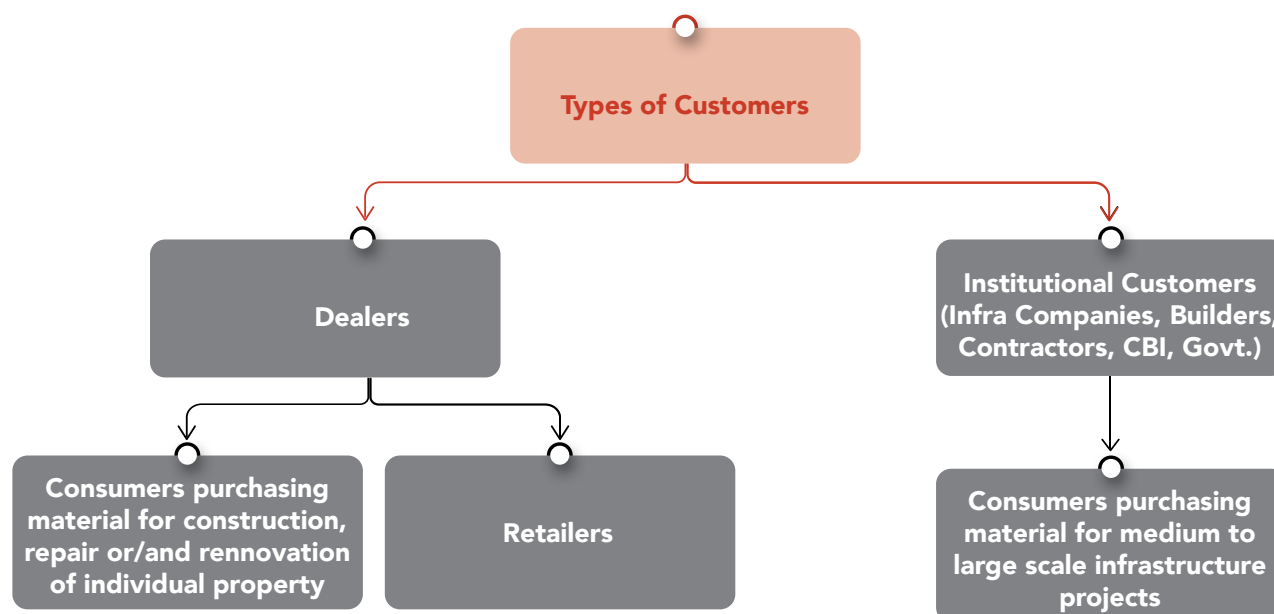 Types of Customers
Dealers
Institutional Customers
(Infra Companies, Builders,
Contractors, CBI, Govt.)
Consumers purchasing
material for construction,
repair or/and rennovation
of individual property
Retailers
Consumers purchasing
material for medium to
large scale infrastructure
projects